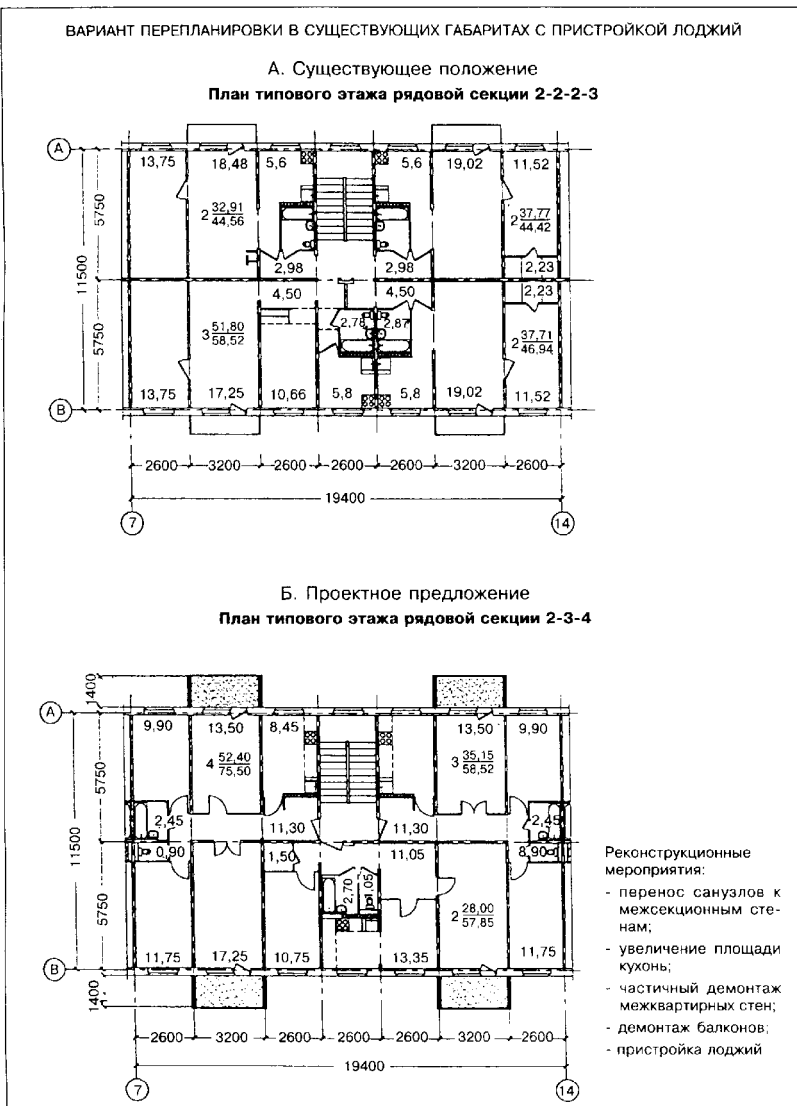 ВАРИАНТ ПЕРЕПЛАНИРОВКИ В СУЩЕСТВУЮЩИХ ГАБАРИТАХ С ПРИСТРОЙКОЙ ЛОДЖИЙ
А. Существующее положение
План типового этажа рядовой секции 2-2-2-3
А
13,75 18,48 5,6 5,6 19,02 11,52
2 32,91 44,56
2 37,77 44,42
5750
11500
2,98 2,98 2,23
4,50 4,50 2,23
5750
3 51,80 58,52
2,78 2,87
2 37,71 46,94
13,75 17,25 10,66 5,8 5,8 19,02 11,52
В
2600 3200 2600 2600 2600 3200 2600
19400
7 14
Б. Проектное предложение
План типового этажа рядовой секции 2-3-4
1400
А
9,90 13,50 8,45 13,50 9,90
4 52,40 75,50
3 35,15 58,52
5750
11500
2,45 11,30 11,30 2,45
0,90 1,50 11,05 8,90
5750
2,70 1,05
2 28,00 57,85
11,75 17,25 10,75 13,35 11,75
В
1400
2600 3200 2600 2600 2600 3200 2600
19400
7 14
Реконструкционные
мероприятия:
- перенос санузлов к
межсекционным сте-
нам;
- увеличение площади
кухонь;
- частичный демонтаж
межквартирных стен;
- демонтаж балконов;
- пристройка лоджий